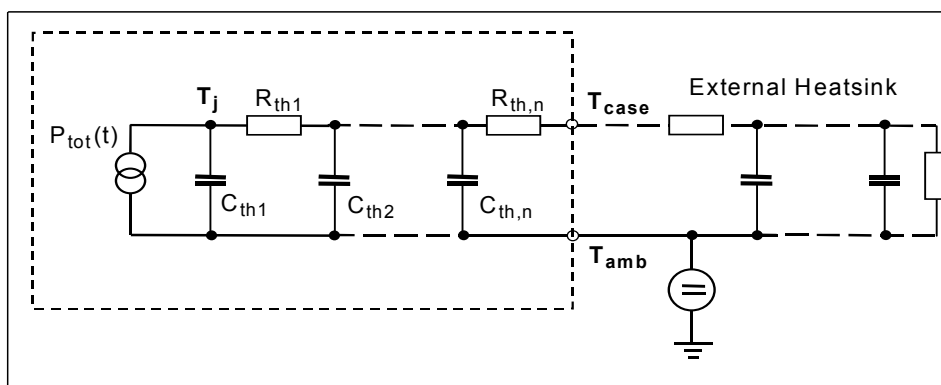 External Heatsink
T_j R_th1 R_th,n T_case
P_tot(t)
C_th1 C_th2 C_th,n
T_amb